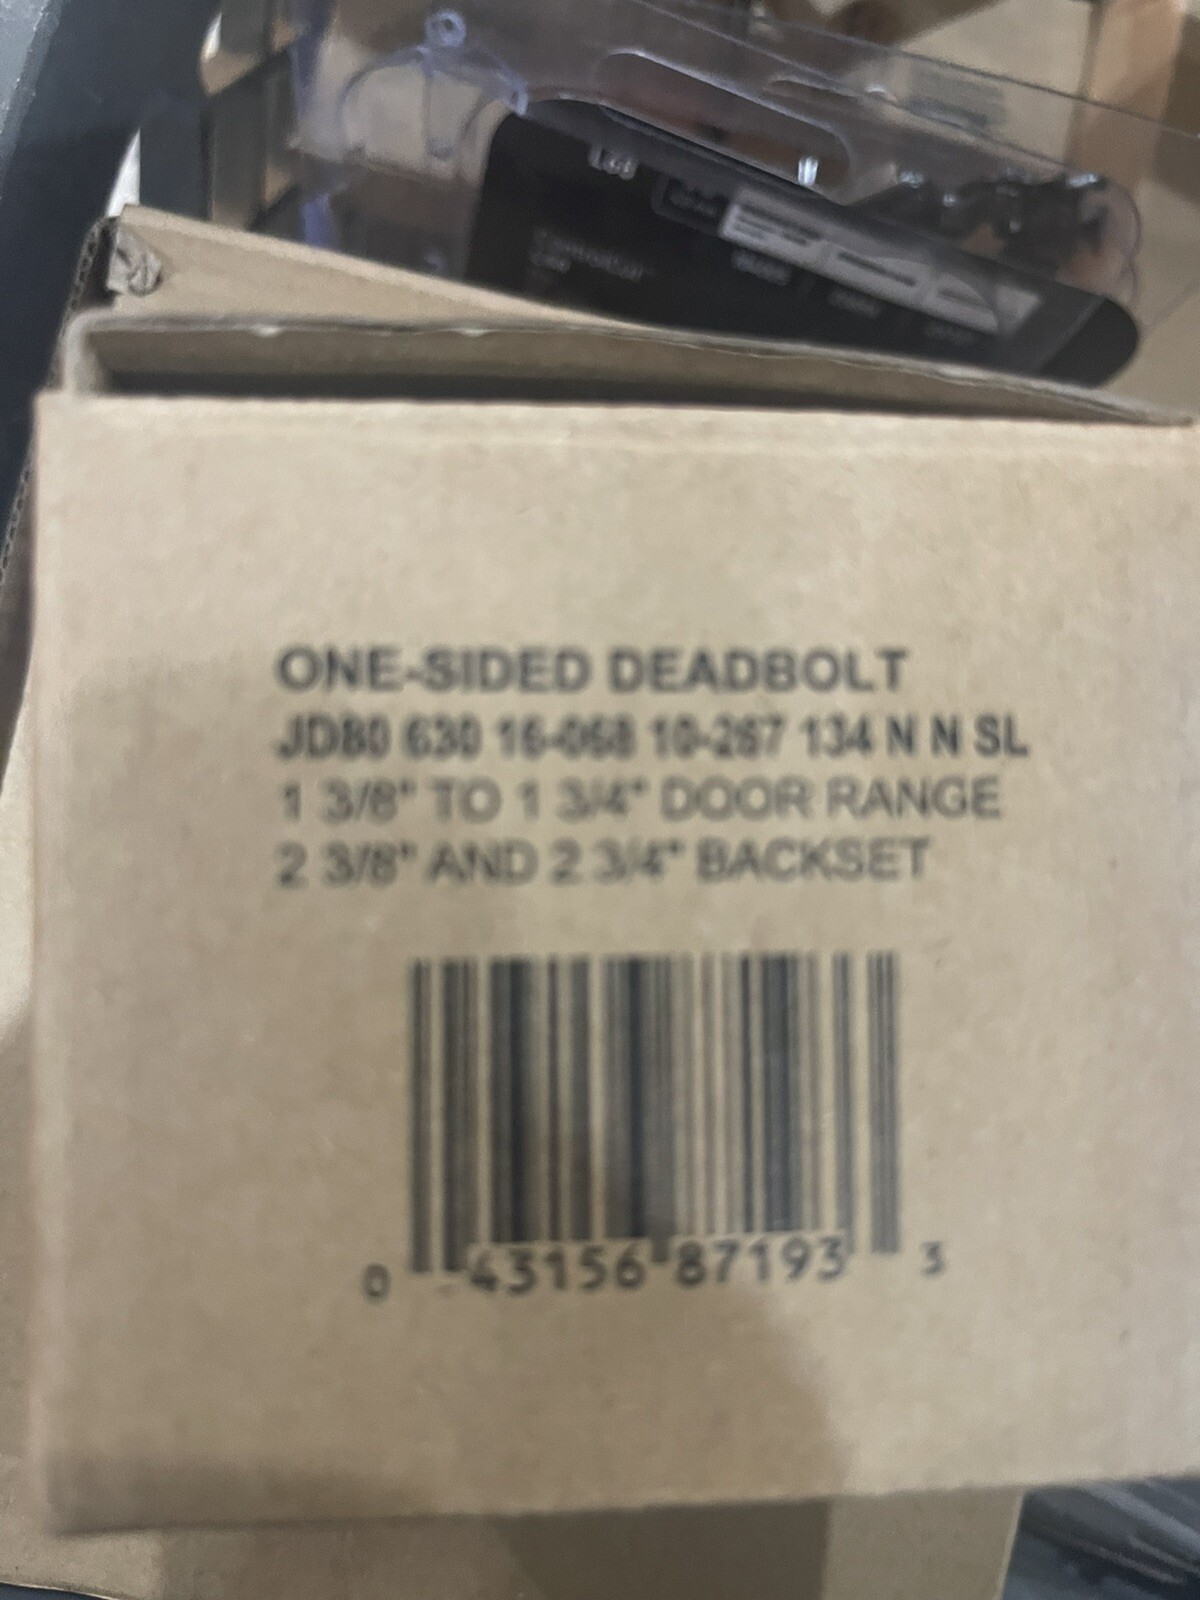 ONE-SIDED DEADBOLT
JD80 630 16-068 10-267 134 N N SL
1 3/8" TO 1 3/4" DOOR RANGE
2 3/8" AND 2 3/4" BACKSET
0 43156 87193 3